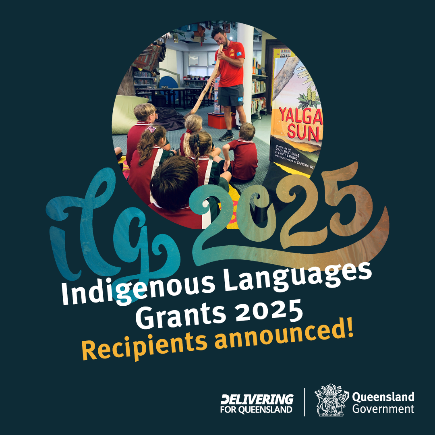 YALGA
SUN
ilg 2025
Indigenous Languages
Grants 2025
Recipients announced!
DELIVERING
FOR QUEENSLAND
Queensland
Government